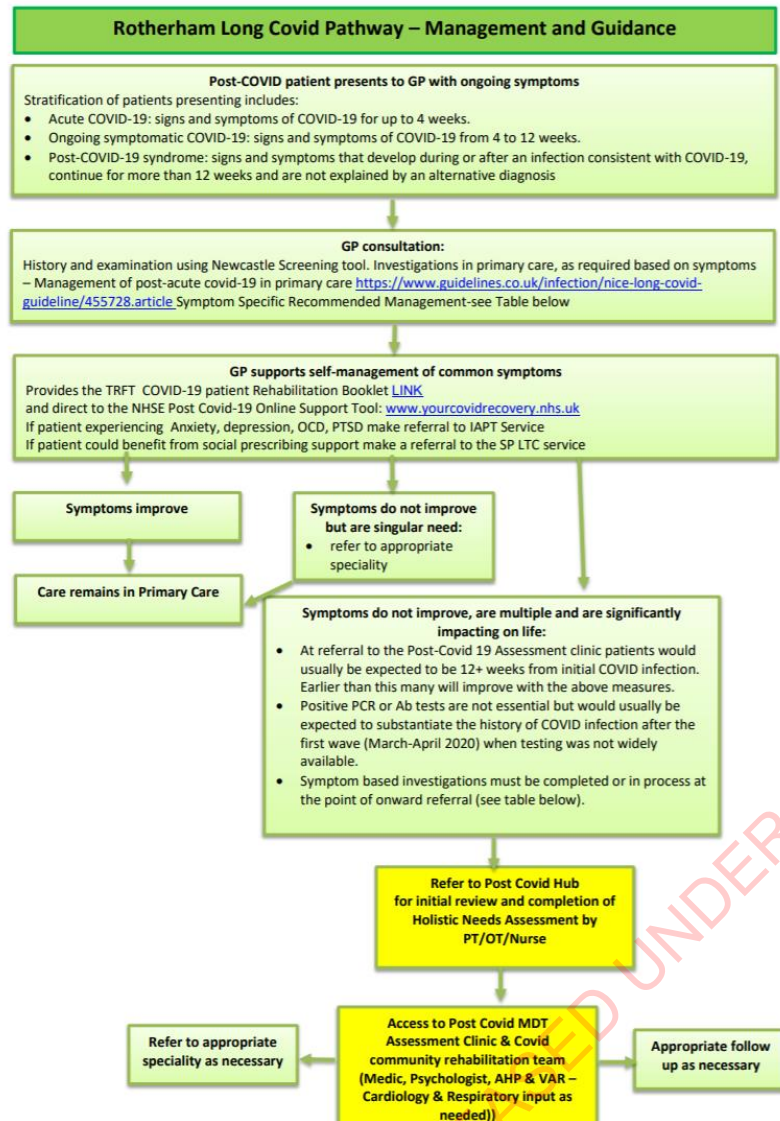 Rotherham Long Covid Pathway – Management and Guidance
Post-COVID patient presents to GP with ongoing symptoms
Stratification of patients presenting includes:
• Acute COVID-19: signs and symptoms of COVID-19 for up to 4 weeks.
• Ongoing symptomatic COVID-19: signs and symptoms of COVID-19 from 4 to 12 weeks.
• Post-COVID-19 syndrome: signs and symptoms that develop during or after an infection consistent with COVID-19,
continue for more than 12 weeks and are not explained by an alternative diagnosis
GP consultation:
History and examination using Newcastle Screening tool. Investigations in primary care, as required based on symptoms
– Management of post-acute covid-19 in primary care https://www.guidelines.co.uk/infection/nice-long-covid-
guideline/455728.article Symptom Specific Recommended Management-see Table below
GP supports self-management of common symptoms
Provides the TRFT COVID-19 patient Rehabilitation Booklet LINK
and direct to the NHSE Post Covid-19 Online Support Tool: www.yourcovidrecovery.nhs.uk
If patient experiencing Anxiety, depression, OCD, PTSD make referral to IAPT Service
If patient could benefit from social prescribing support make a referral to the SP LTC service
Symptoms improve
Symptoms do not improve
but are singular need:
• refer to appropriate
speciality
Care remains in Primary Care
Symptoms do not improve, are multiple and are significantly
impacting on life:
• At referral to the Post-Covid 19 Assessment clinic patients would
usually be expected to be 12+ weeks from initial COVID infection.
Earlier than this many will improve with the above measures.
• Positive PCR or Ab tests are not essential but would usually be
expected to substantiate the history of COVID infection after the
first wave (March-April 2020) when testing was not widely
available.
• Symptom based investigations must be completed or in process at
the point of onward referral (see table below).
Refer to Post Covid Hub
for initial review and completion of
Holistic Needs Assessment by
PT/OT/Nurse
Refer to appropriate
speciality as necessary
Access to Post Covid MDT
Assessment Clinic & Covid
community rehabilitation team
(Medic, Psychologist, AHP & VAR –
Cardiology & Respiratory input as
needed))
Appropriate follow
up as necessary
ASED UNDER